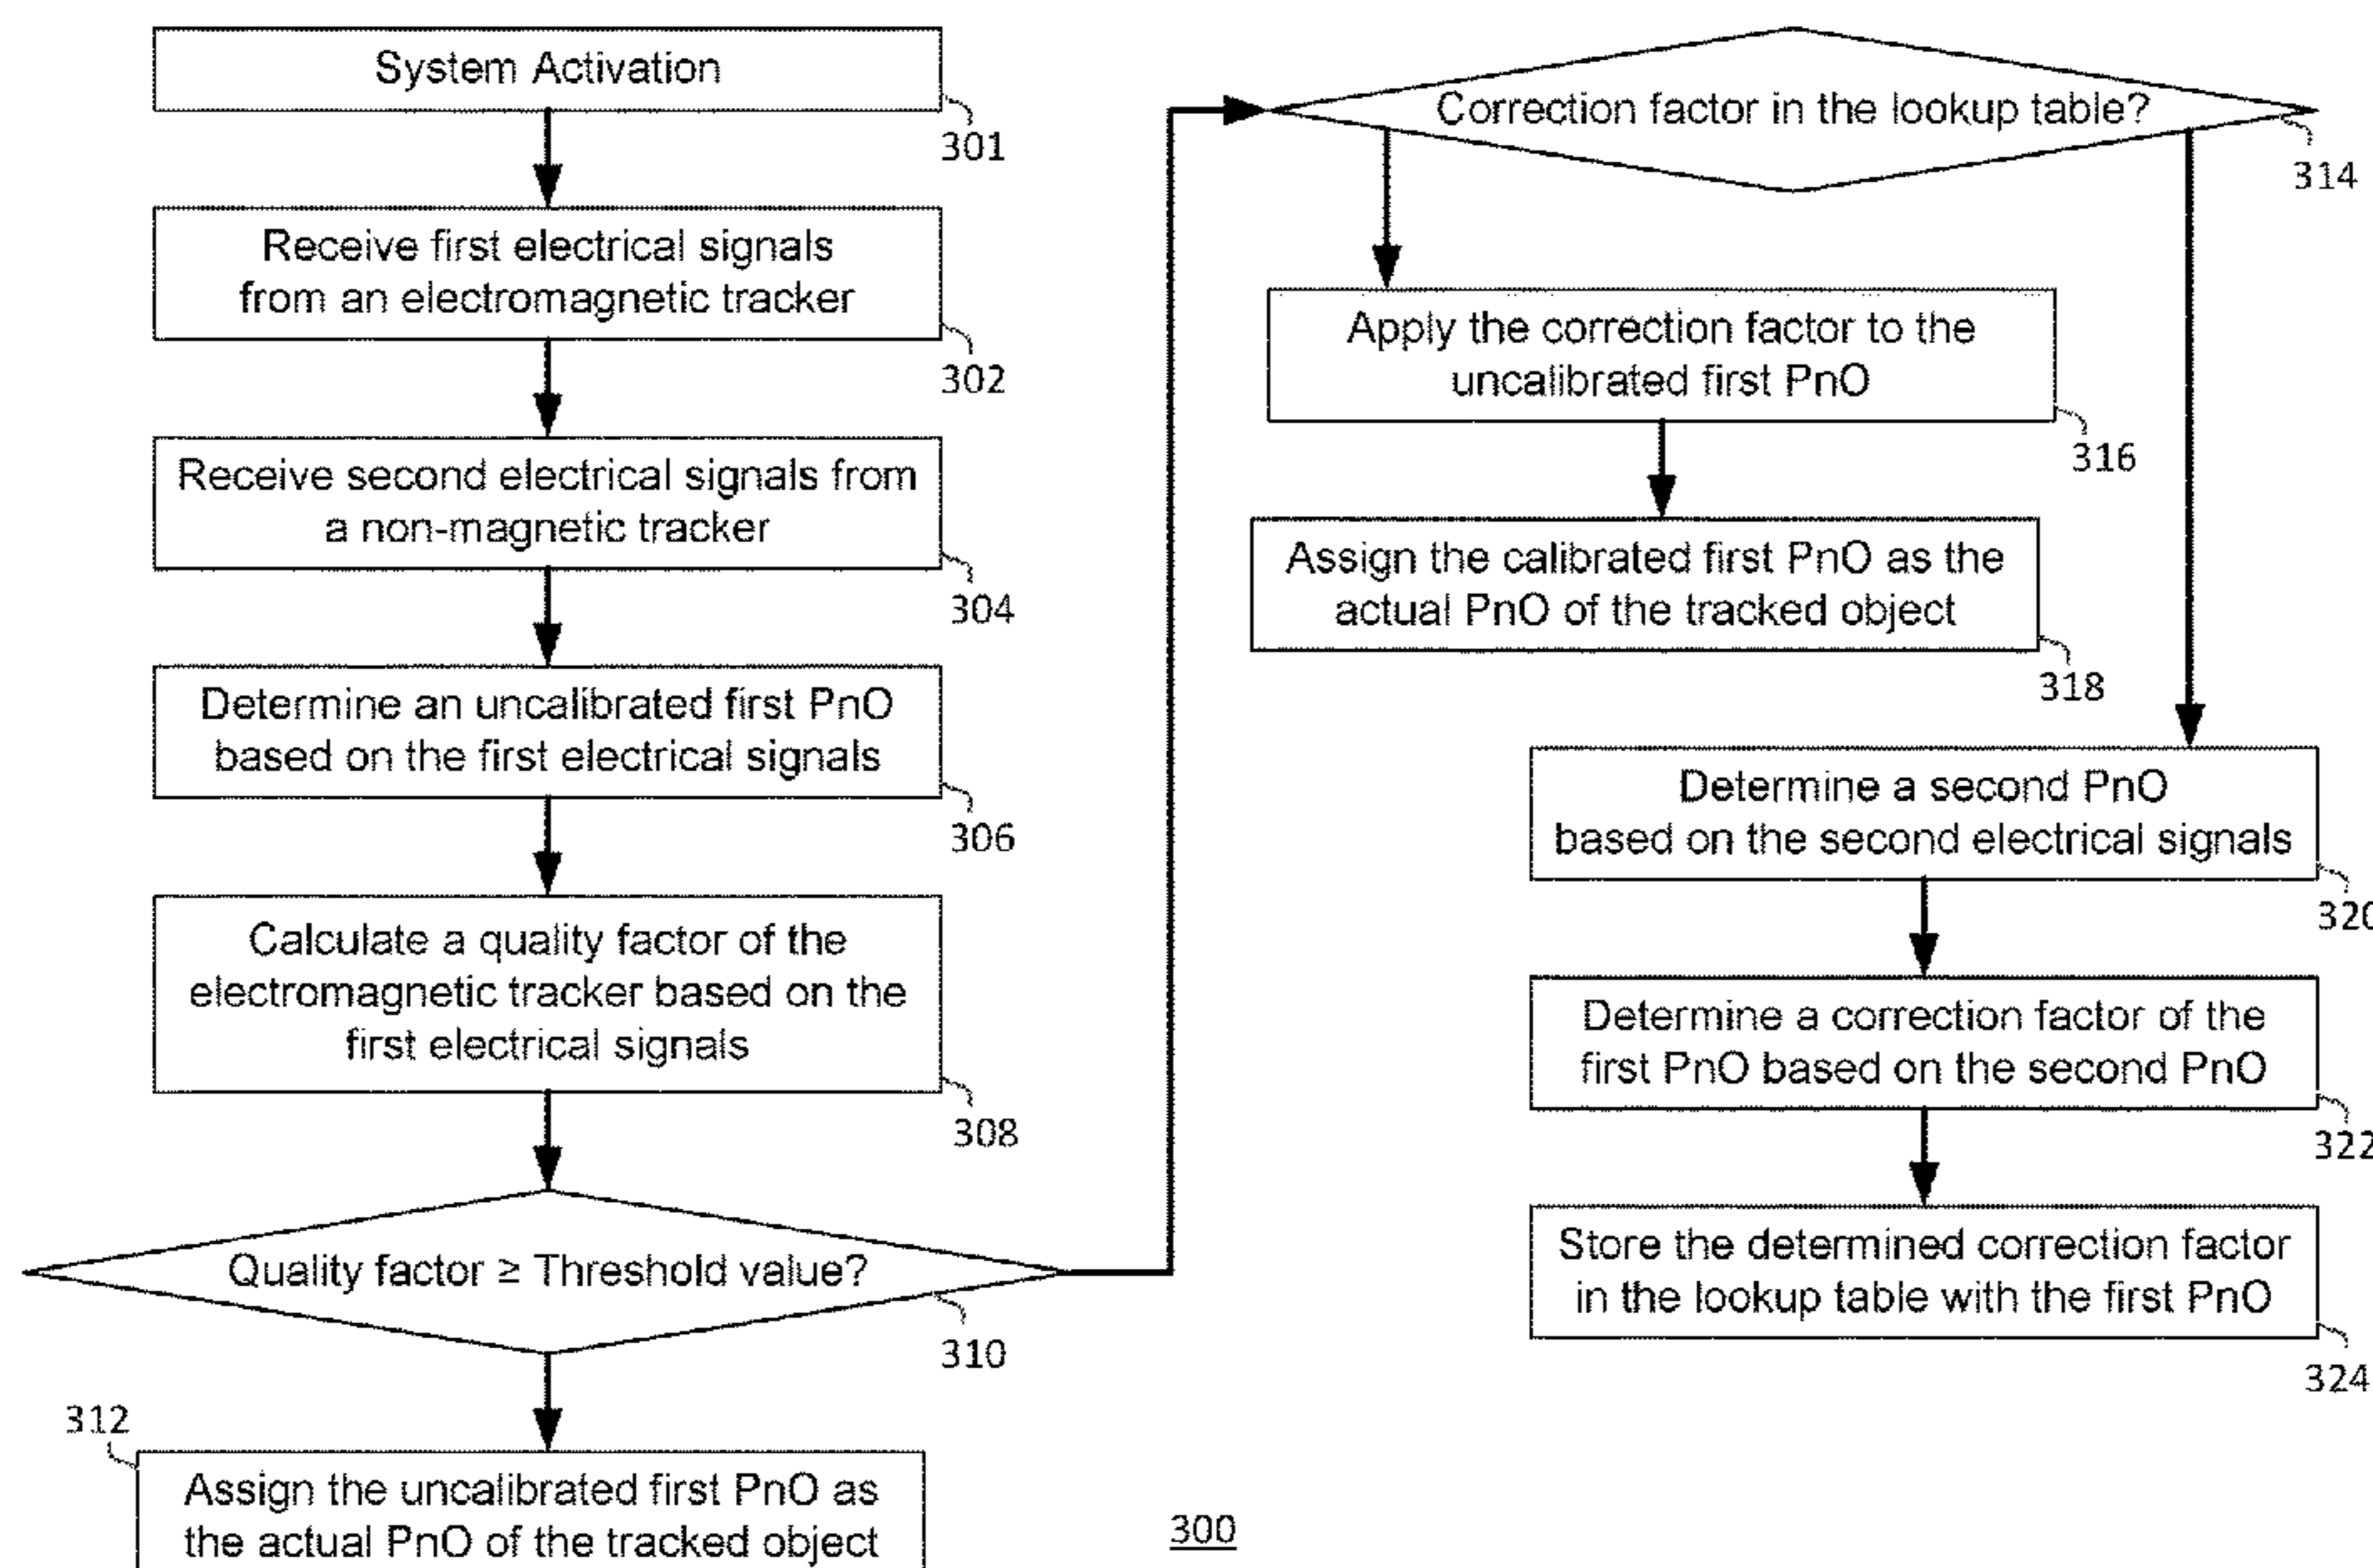 System Activation
301
Receive first electrical signals
from an electromagnetic tracker
302
Receive second electrical signals from
a non-magnetic tracker
304
Determine an uncalibrated first PnO
based on the first electrical signals
306
Calculate a quality factor of the
electromagnetic tracker based on the
first electrical signals
308
Quality factor ≥ Threshold value?
310
312
Assign the uncalibrated first PnO as
the actual PnO of the tracked object
Correction factor in the lookup table?
314
Apply the correction factor to the
uncalibrated first PnO
316
Assign the calibrated first PnO as the
actual PnO of the tracked object
318
Determine a second PnO
based on the second electrical signals
320
Determine a correction factor of the
first PnO based on the second PnO
322
Store the determined correction factor
in the lookup table with the first PnO
324
300